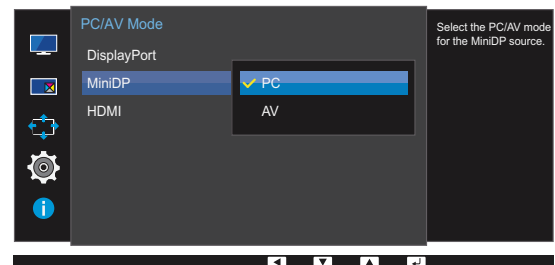 PC/AV Mode
DisplayPort
MiniDP
HDMI
PC
AV
Select the PC/AV mode
for the MiniDP source.